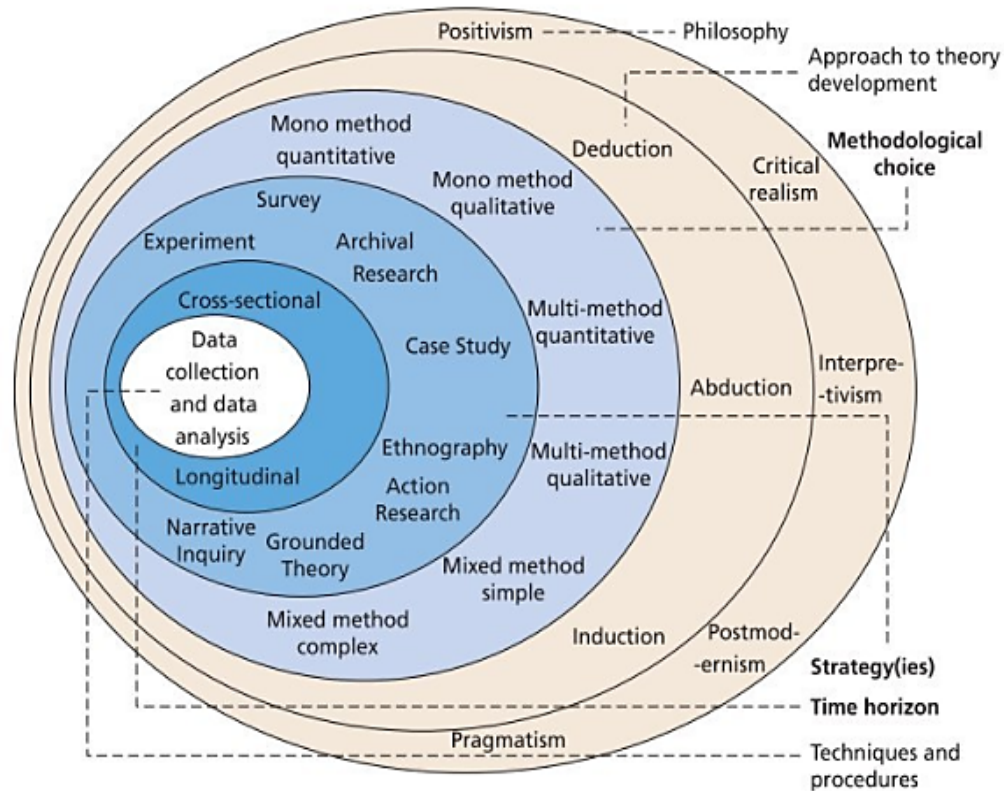 Positivism
Philosophy
Approach to theory
development
Mono method
quantitative
Deduction
Methodological
choice
Mono method
qualitative
Critical
realism
Survey
Experiment
Archival
Research
Cross-sectional
Multi-method
quantitative
Data
collection
and data
analysis
Case Study
Abduction
Interpre-
-tivism
Ethnography
Multi-method
qualitative
Longitudinal
Action
Research
Narrative
Inquiry
Grounded
Theory
Mixed method
simple
Mixed method
complex
Induction
Postmod-
-ernism
Strategy(ies)
Time horizon
Pragmatism
Techniques and
procedures